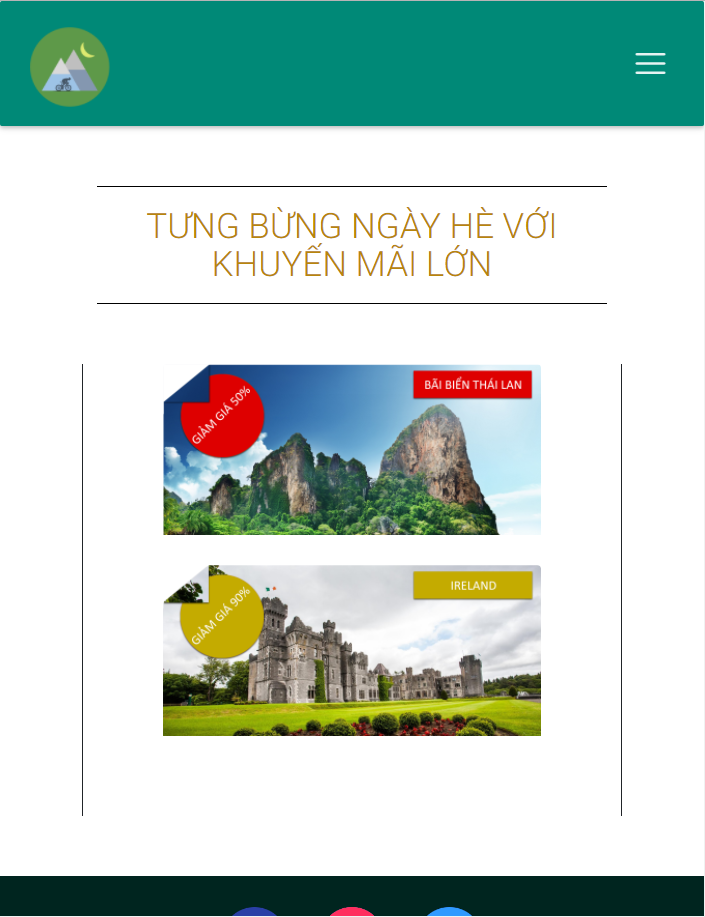 TƯNG BỪNG NGÀY HÈ VỚI
KHUYẾN MÃI LỚN
GIẢM GIÁ 50%
BÃI BIỂN THÁI LAN
GIẢM GIÁ 90%
IRELAND